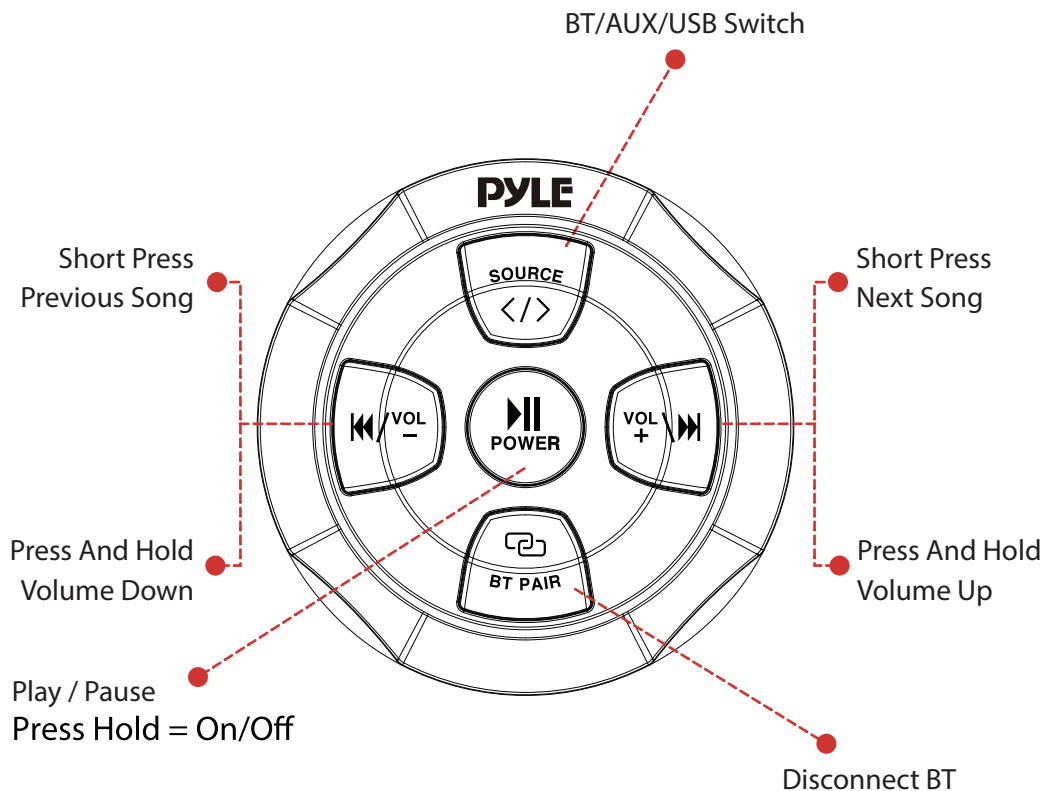 BT/AUX/USB Switch
PYLE
SOURCE
</>
Short Press
Previous Song
Short Press
Next Song
/VOL
-
POWER
VOL\
+
Press And Hold
Volume Down
Press And Hold
Volume Up
BT PAIR
Play / Pause
Press Hold = On/Off
Disconnect BT